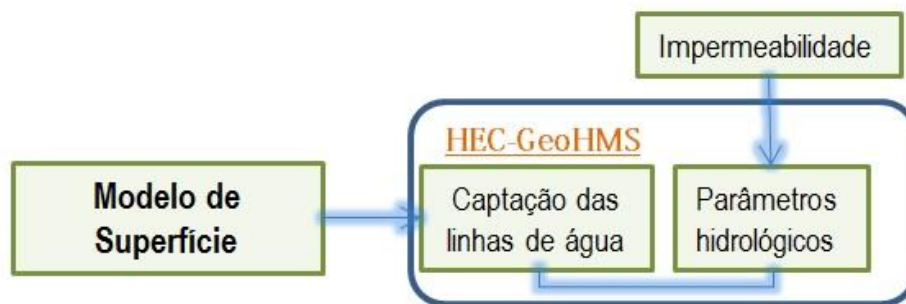 Impermeabilidade
HEC-GeoHMS
Modelo de
Superfície
Captação das
linhas de água
Parâmetros
hidrológicos